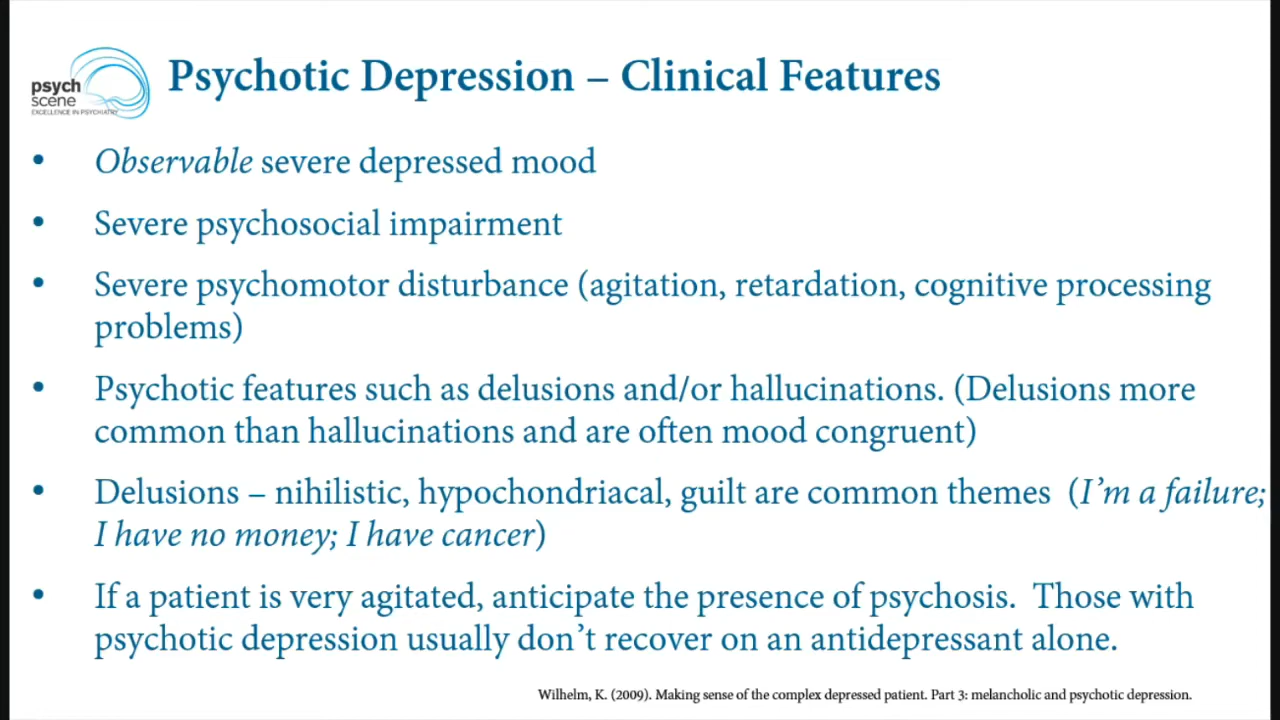 psych
scene
EXCELLENCE IN PSYCHIATRY
Psychotic Depression – Clinical Features
• Observable severe depressed mood
• Severe psychosocial impairment
• Severe psychomotor disturbance (agitation, retardation, cognitive processing
problems)
• Psychotic features such as delusions and/or hallucinations. (Delusions more
common than hallucinations and are often mood congruent)
• Delusions – nihilistic, hypochondriacal, guilt are common themes (I’m a failure;
I have no money; I have cancer)
• If a patient is very agitated, anticipate the presence of psychosis. Those with
psychotic depression usually don’t recover on an antidepressant alone.
Wilhelm, K. (2009). Making sense of the complex depressed patient. Part 3: melancholic and psychotic depression.